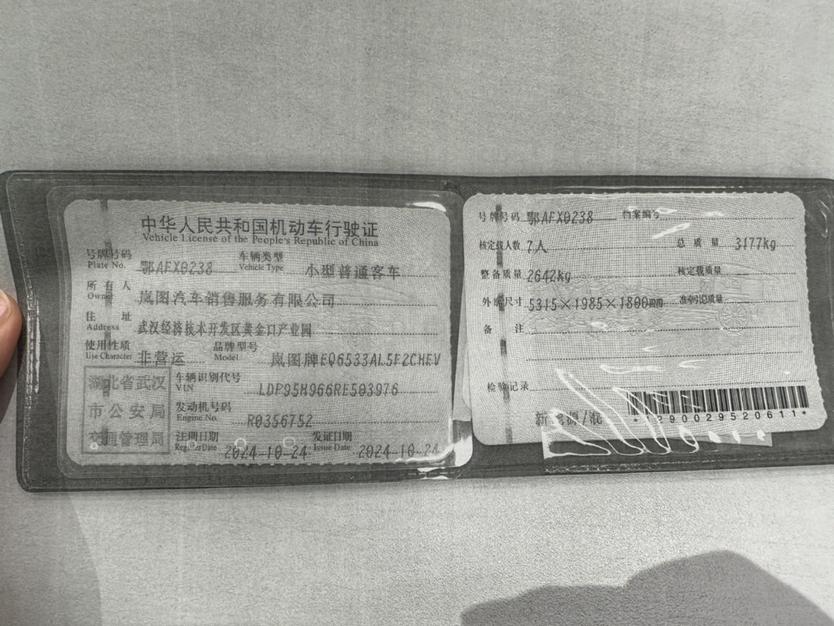 中华人民共和国机动车行驶证
Vehicle License of the People's Republic of China
号牌号码 Plate No. 鄂AFX0238 车辆类型 Vehicle Type 小型普通客车
所有人 Owner 岚图汽车销售服务有限公司
住址 Address 武汉经济技术开发区黄金口产业园
使用性质 Use Character 非营运 品牌型号 Model 岚图牌EQ6533AL5F2CHEV
湖北省武汉
市公安局
交通管理局
车辆识别代号 VIN LDP95H966RE503976
发动机号码 Engine No. R0356752
注册日期 Register Date 2024-10-24 发证日期 Issue Date 2024-10-24
号牌号码 鄂AFX0238 档案编号
核定载人数 7人 总质量 3177kg
整备质量 2642kg 核定载质量
外廓尺寸 5315×1985×1800mm 准牵引总质量
备注
检验记录
*4290029520611*